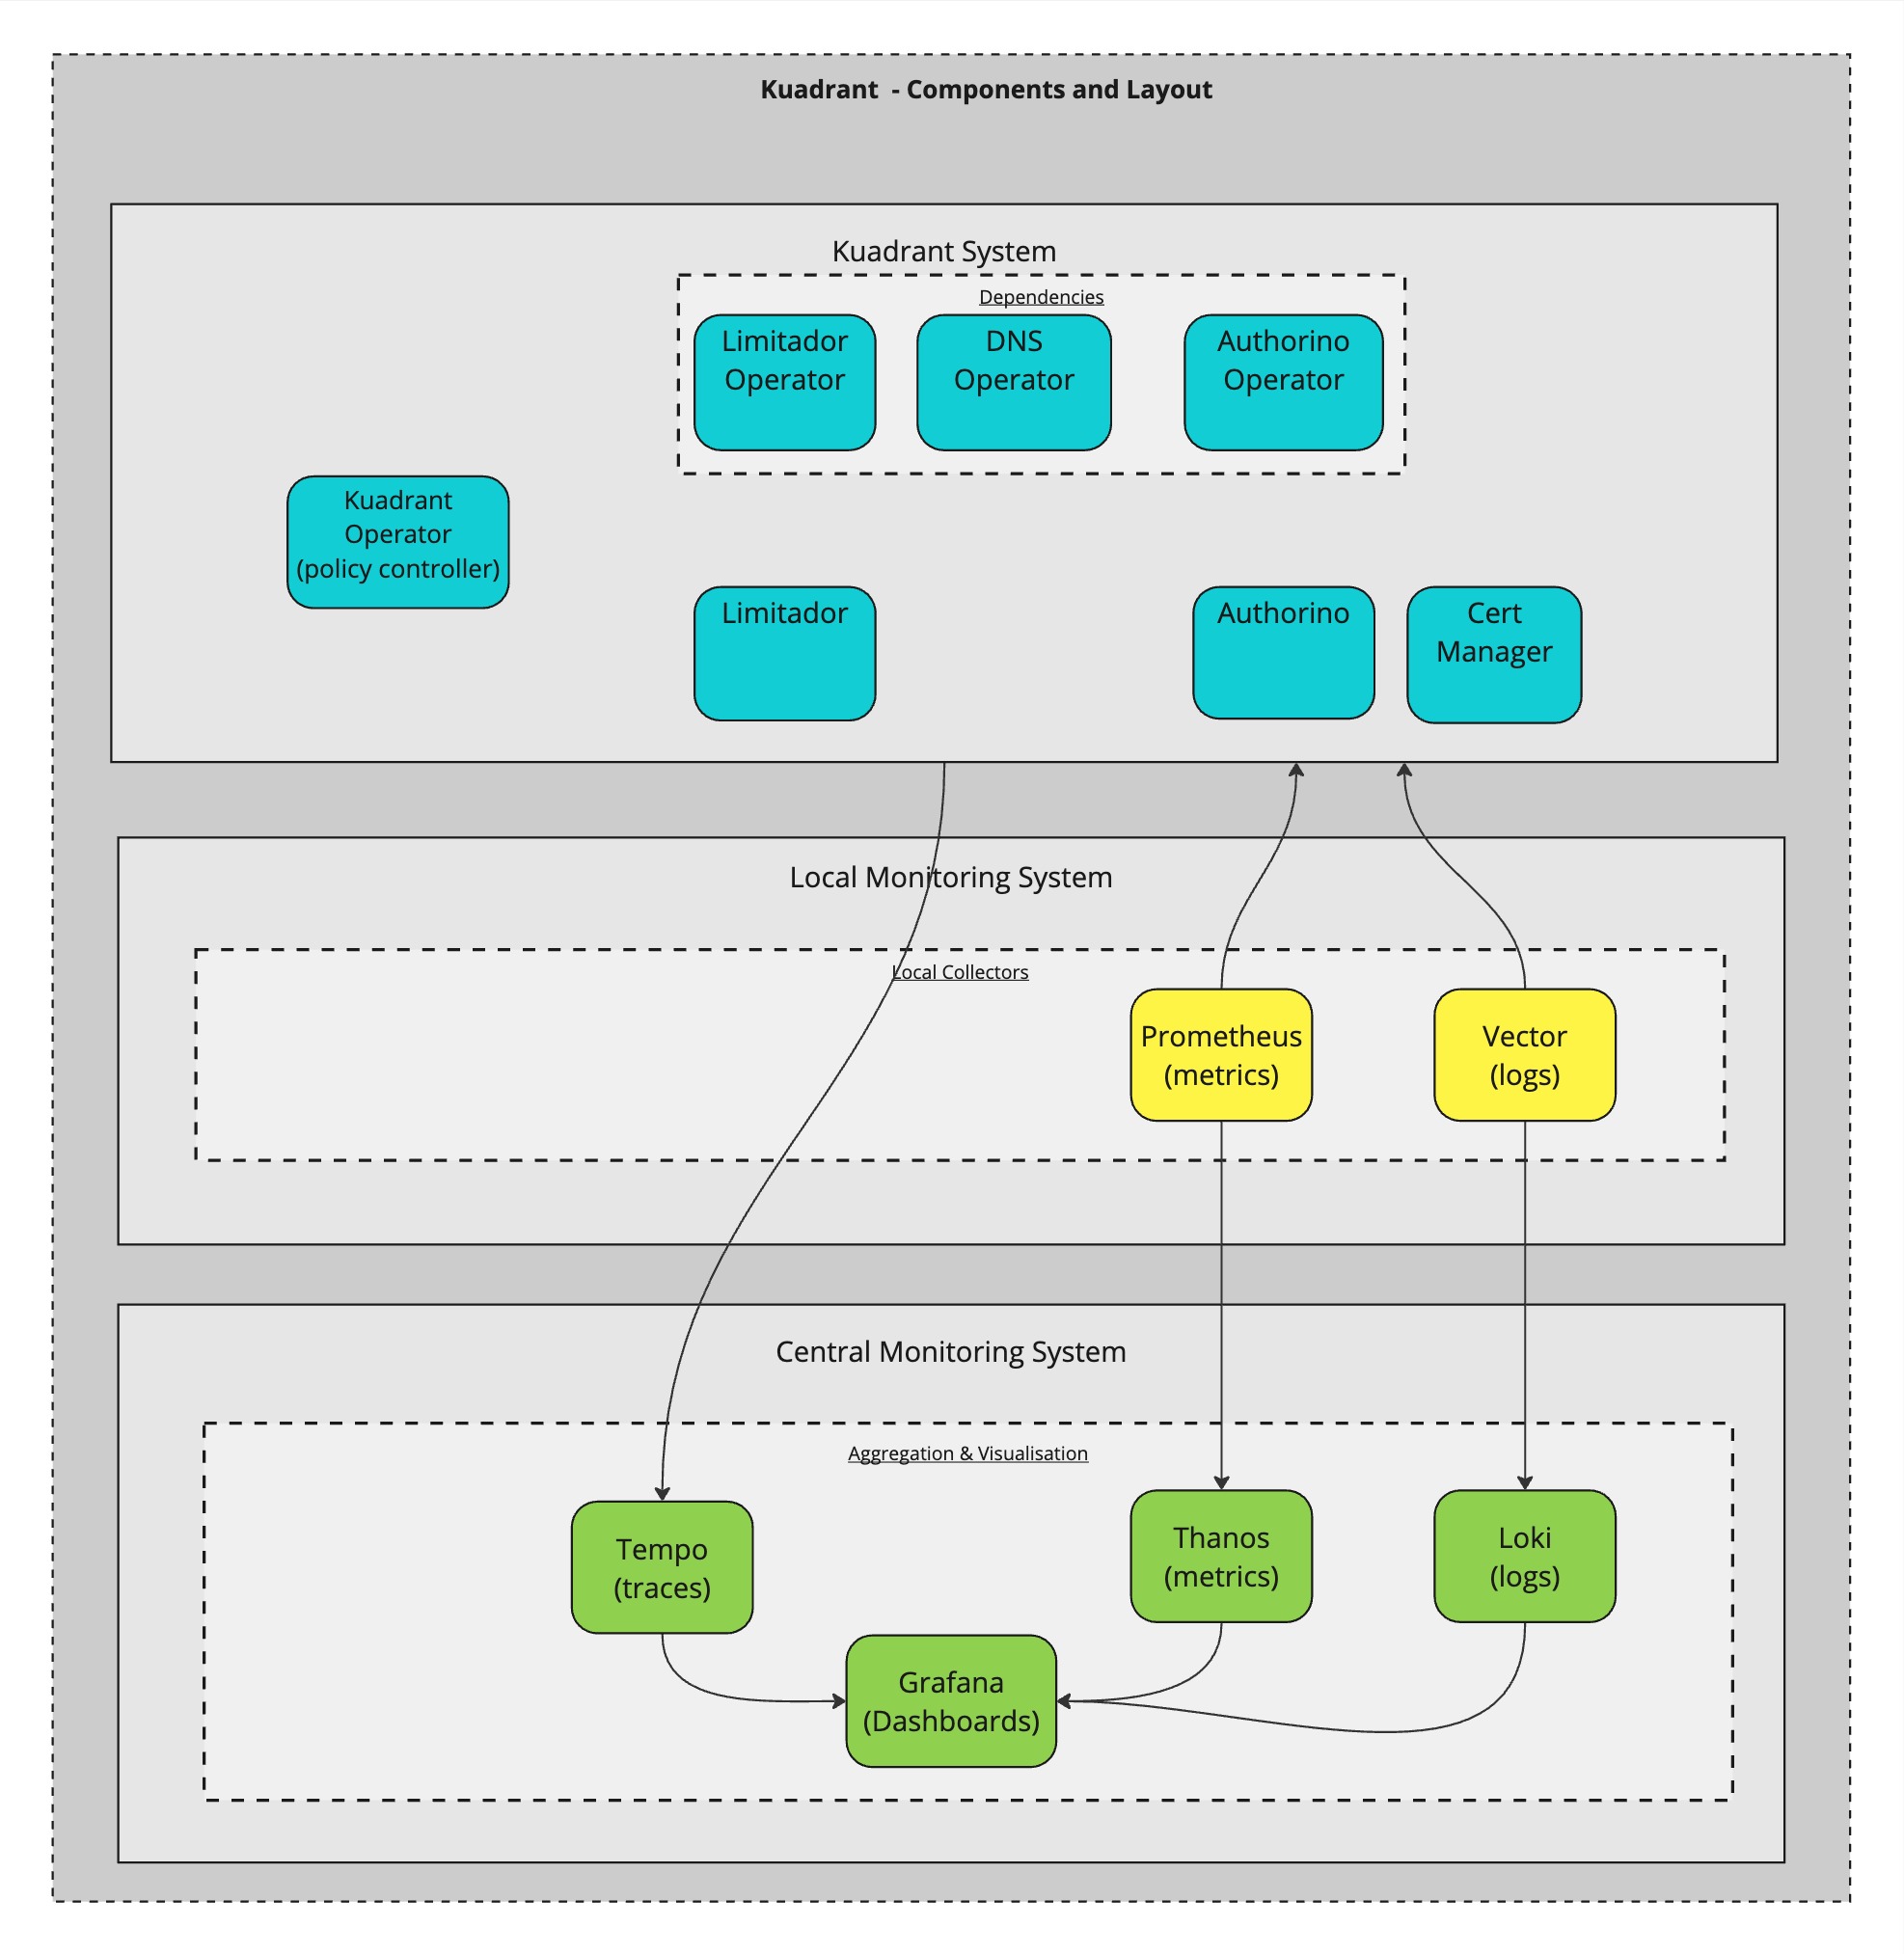 Kuadrant  - Components and Layout
Kuadrant System
Dependencies
Limitador
Operator
DNS
Operator
Authorino
Operator
Kuadrant
Operator
(policy controller)
Limitador
Authorino
Cert
Manager
Local Monitoring System
Local Collectors
Prometheus
(metrics)
Vector
(logs)
Central Monitoring System
Aggregation & Visualisation
Tempo
(traces)
Thanos
(metrics)
Loki
(logs)
Grafana
(Dashboards)